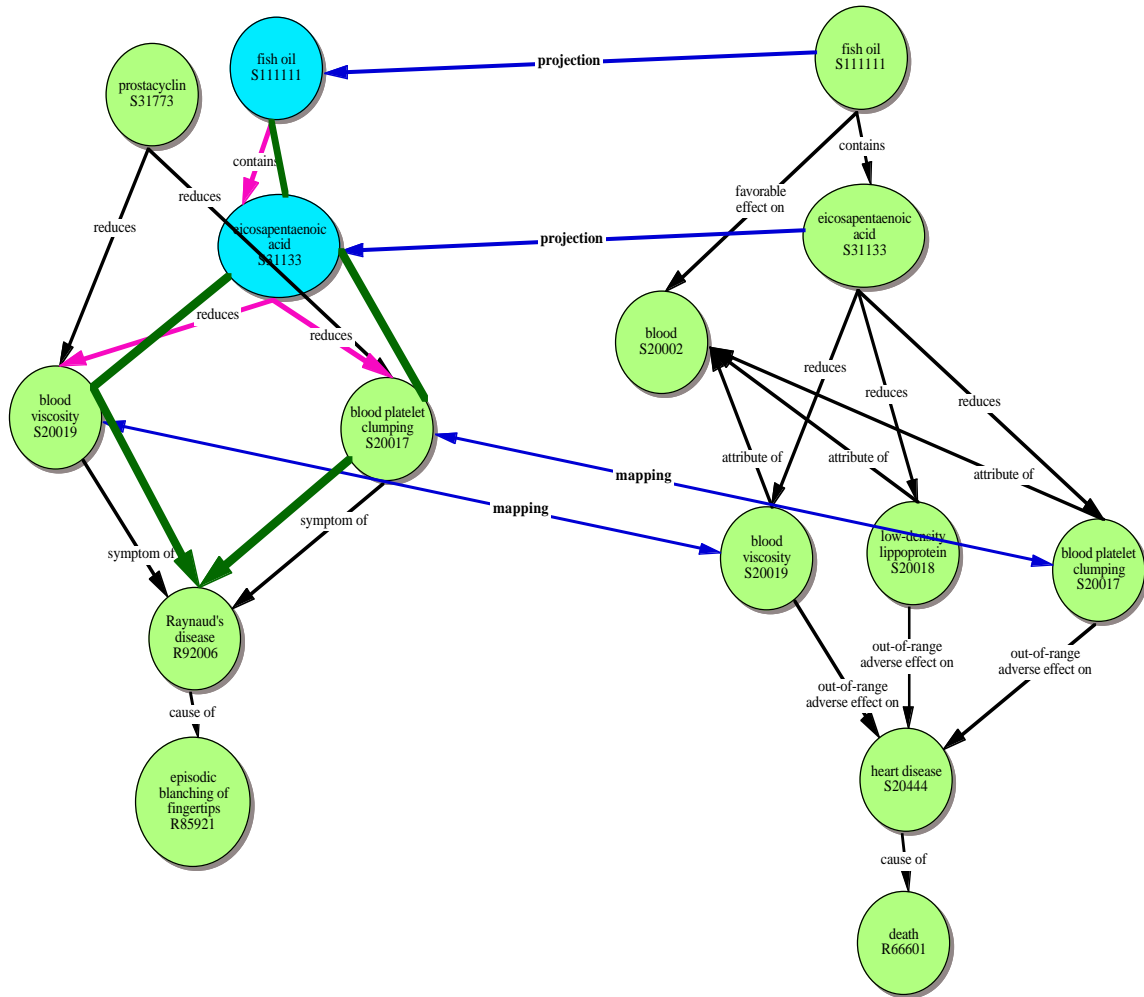 fish oil
S111111
projection
fish oil
S111111
prostacyclin
S31773
contains
contains
reduces
favorable
effect on
eicosapentaenoic
acid
S31133
eicosapentaenoic
acid
S31133
reduces
projection
reduces
reduces
blood
S20002
reduces
reduces
reduces
blood
viscosity
S20019
blood platelet
clumping
S20017
attribute of
attribute of
attribute of
mapping
mapping
symptom of
symptom of
blood
viscosity
S20019
low-density
lippoprotein
S20018
blood platelet
clumping
S20017
Raynaud's
disease
R92006
out-of-range
adverse effect on
out-of-range
adverse effect on
out-of-range
adverse effect on
cause of
episodic
blanching of
fingertips
R85921
heart disease
S20444
cause of
death
R66601